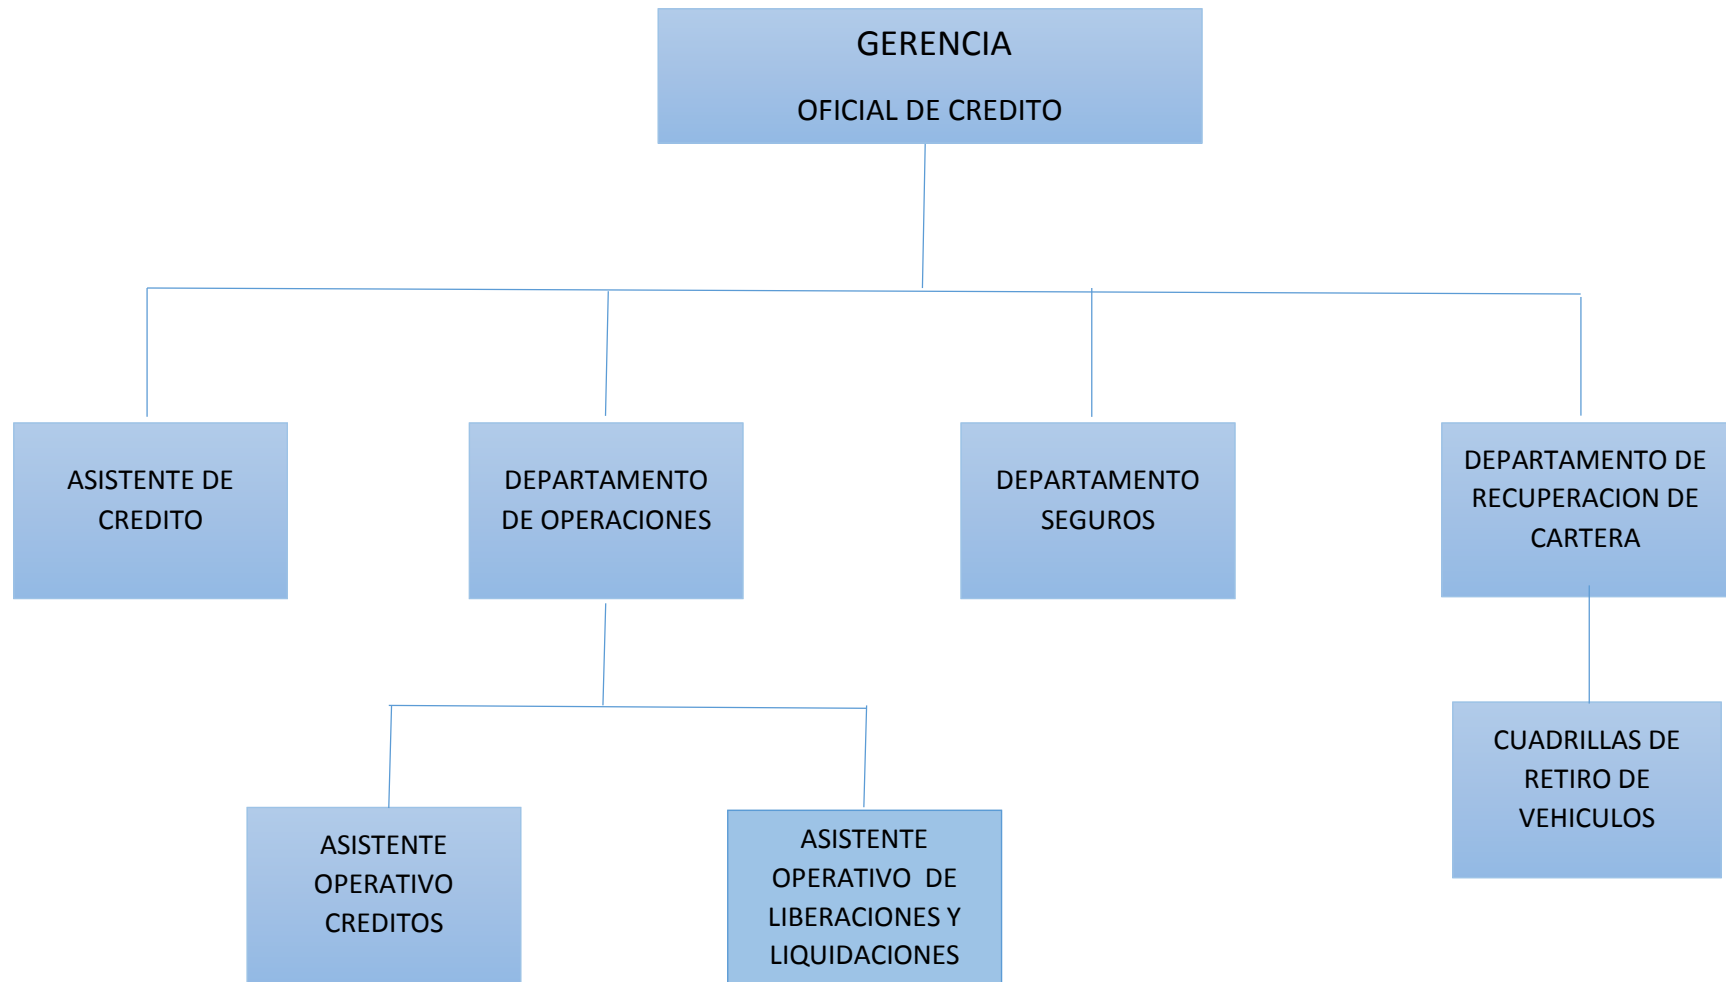 GERENCIA
OFICIAL DE CREDITO
ASISTENTE DE
CREDITO
DEPARTAMENTO
DE OPERACIONES
DEPARTAMENTO
SEGUROS
DEPARTAMENTO DE
RECUPERACION DE
CARTERA
ASISTENTE
OPERATIVO
CREDITOS
ASISTENTE
OPERATIVO DE
LIBERACIONES Y
LIQUIDACIONES
CUADRILLAS DE
RETIRO DE
VEHICULOS